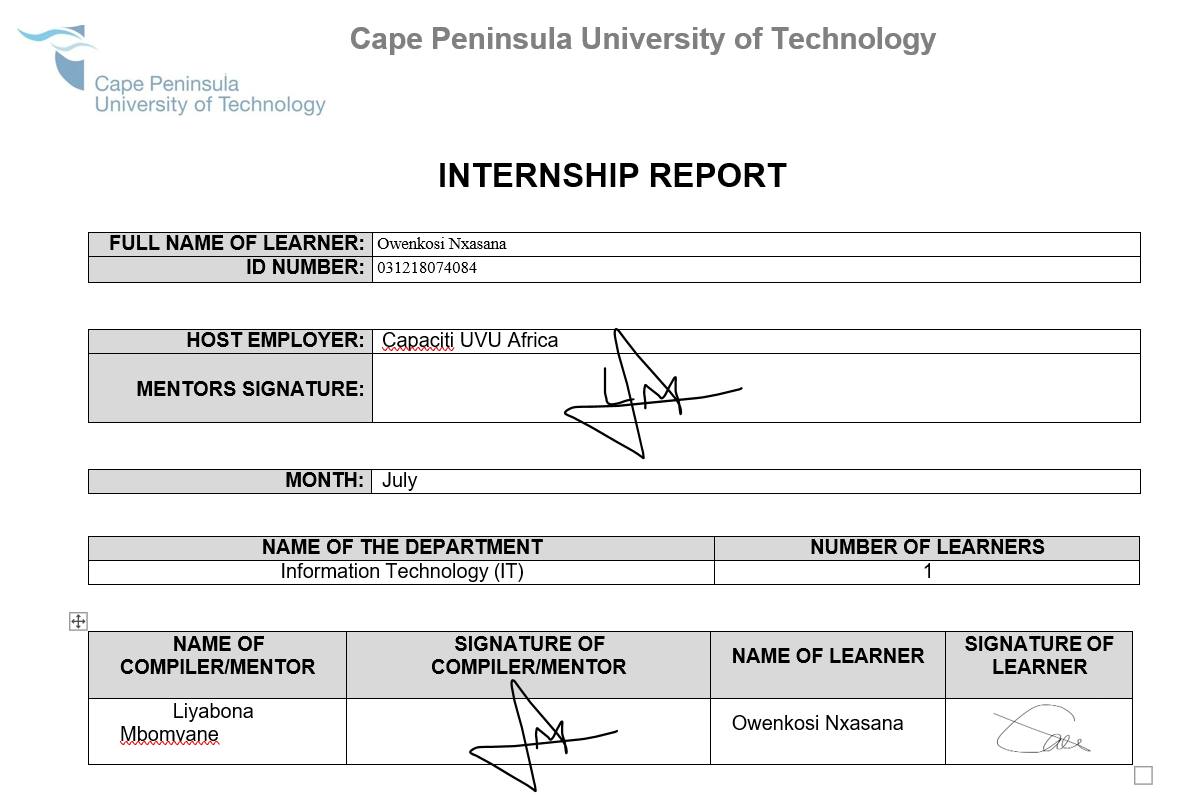 Cape Peninsula University of Technology
Cape Peninsula
University of Technology
INTERNSHIP REPORT
FULL NAME OF LEARNER: Owenkosi Nxasana
ID NUMBER: 031218074084
HOST EMPLOYER: Capaciti UVU Africa
MENTORS SIGNATURE: LM
MONTH: July
NAME OF THE DEPARTMENT NUMBER OF LEARNERS
Information Technology (IT) 1
NAME OF COMPILER/MENTOR SIGNATURE OF COMPILER/MENTOR NAME OF LEARNER SIGNATURE OF LEARNER
Liyabona Mbomvane Owenkosi Nxasana